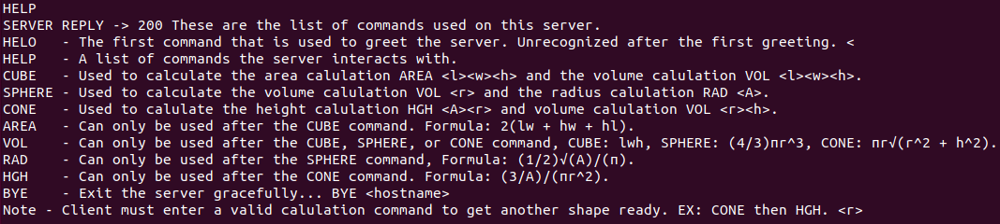 HELP
SERVER REPLY -> 200 These are the list of commands used on this server.
HELO   - The first command that is used to greet the server. Unrecognized after the first greeting. <
HELP   - A list of commands the server interacts with.
CUBE   - Used to calculate the area calulation AREA <l><w><h> and the volume calulation VOL <l><w><h>.
SPHERE - Used to calculate the volume calulation VOL <r> and the radius calulation RAD <A>.
CONE   - Used to calulate the height calulation HGH <A><r> and volume calulation VOL <r><h>.
AREA   - Can only be used after the CUBE command. Formula: 2(lw + hw + hl).
VOL    - Can only be used after the CUBE, SPHERE, or CONE command, CUBE: lwh, SPHERE: (4/3)πr^3, CONE: πr√(r^2 + h^2).
RAD    - Can only be used after the SPHERE command, Formula: (1/2)√(A)/(π).
HGH    - Can only be used after the CONE command. Formula: (3/A)/(πr^2).
BYE    - Exit the server gracefully... BYE <hostname>
Note - Client must enter a valid calulation command to get another shape ready. EX: CONE then HGH. <r>